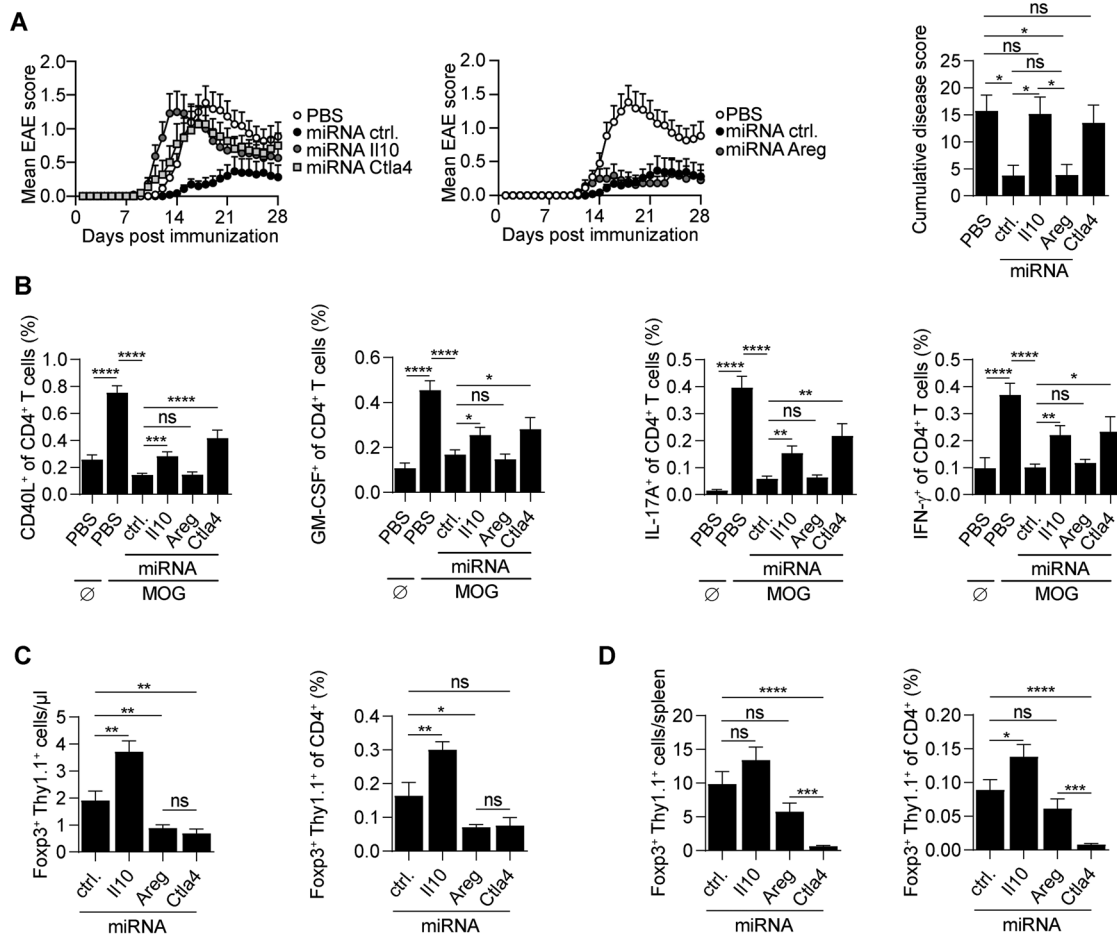 A
Mean EAE score
2.0
1.5
1.0
0.5
0.0
0 7 14 21 28
Days post immunization
PBS
miRNA ctrl.
miRNA Il10
miRNA Ctla4
Mean EAE score
2.0
1.5
1.0
0.5
0.0
0 7 14 21 28
Days post immunization
PBS
miRNA ctrl.
miRNA Areg
Cumulative disease score
25
20
15
10
5
0
ns
*
ns ns
* * *
PBS ctrl. Il10 Areg Ctla4
miRNA
B
CD40L⁺ of CD4⁺ T cells (%)
1.0
0.8
0.6
0.4
0.2
0.0
****
****
****
ns
***
PBS PBS ctrl. Il10 Areg Ctla4
miRNA
∅ MOG
GM-CSF⁺ of CD4⁺ T cells (%)
0.6
0.4
0.2
0.0
****
****
*
ns
*
PBS PBS ctrl. Il10 Areg Ctla4
miRNA
∅ MOG
IL-17A⁺ of CD4⁺ T cells (%)
0.5
0.4
0.3
0.2
0.1
0.0
****
****
**
ns
**
PBS PBS ctrl. Il10 Areg Ctla4
miRNA
∅ MOG
IFN-γ⁺ of CD4⁺ T cells (%)
0.5
0.4
0.3
0.2
0.1
0.0
****
****
*
ns
**
PBS PBS ctrl. Il10 Areg Ctla4
miRNA
∅ MOG
C
Foxp3⁺ Thy1.1⁺ cells/µl
5
4
3
2
1
0
**
**
**
ns
ctrl. Il10 Areg Ctla4
miRNA
Foxp3⁺ Thy1.1⁺ of CD4⁺ (%)
0.4
0.3
0.2
0.1
0.0
ns
*
**
ns
ctrl. Il10 Areg Ctla4
miRNA
D
Foxp3⁺ Thy1.1⁺ cells/spleen
20
15
10
5
0
****
ns
ns
***
ctrl. Il10 Areg Ctla4
miRNA
Foxp3⁺ Thy1.1⁺ of CD4⁺ (%)
0.20
0.15
0.10
0.05
0.00
****
ns
*
***
ctrl. Il10 Areg Ctla4
miRNA